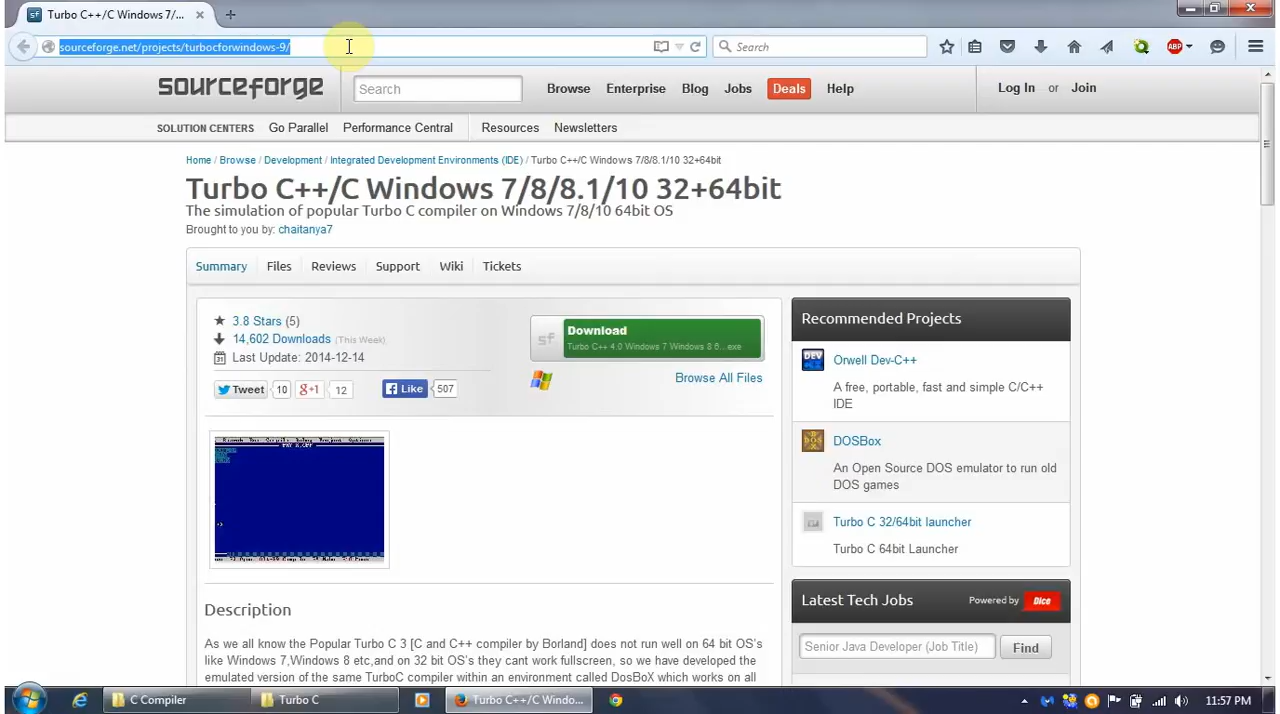 Turbo C++/C Windows 7/...
sourceforge.net/projects/turbocforwindows-9/
Search
ABP
sourceforge
Search
Browse Enterprise Blog Jobs Deals Help
Log In or Join
SOLUTION CENTERS Go Parallel Performance Central Resources Newsletters
Home / Browse / Development / Integrated Development Environments (IDE) / Turbo C++/C Windows 7/8/8.1/10 32+64bit
Turbo C++/C Windows 7/8/8.1/10 32+64bit
The simulation of popular Turbo C compiler on Windows 7/8/10 64bit OS
Brought to you by: chaitanya7
Summary Files Reviews Support Wiki Tickets
3.8 Stars (5)
14,602 Downloads (This Week)
Last Update: 2014-12-14
Tweet 10 g+1 12 Like 507
sf
Download
Turbo C++ 4.0 Windows 7 Windows 8 6...exe
Browse All Files
Description
As we all know the Popular Turbo C 3 [C and C++ compiler by Borland] does not run well on 64 bit OS's
like Windows 7,Windows 8 etc,and on 32 bit OS's they cant work fullscreen, so we have developed the
emulated version of the same TurboC compiler within an environment called DosBoX which works on all
Recommended Projects
DEV
Orwell Dev-C++
A free, portable, fast and simple C/C++
IDE
DOSBox
An Open Source DOS emulator to run old
DOS games
Turbo C 32/64bit launcher
Turbo C 64bit Launcher
Latest Tech Jobs Powered by Dice
Senior Java Developer (Job Title) Find
C Compiler Turbo C Turbo C++/C Windo... 11:57 PM